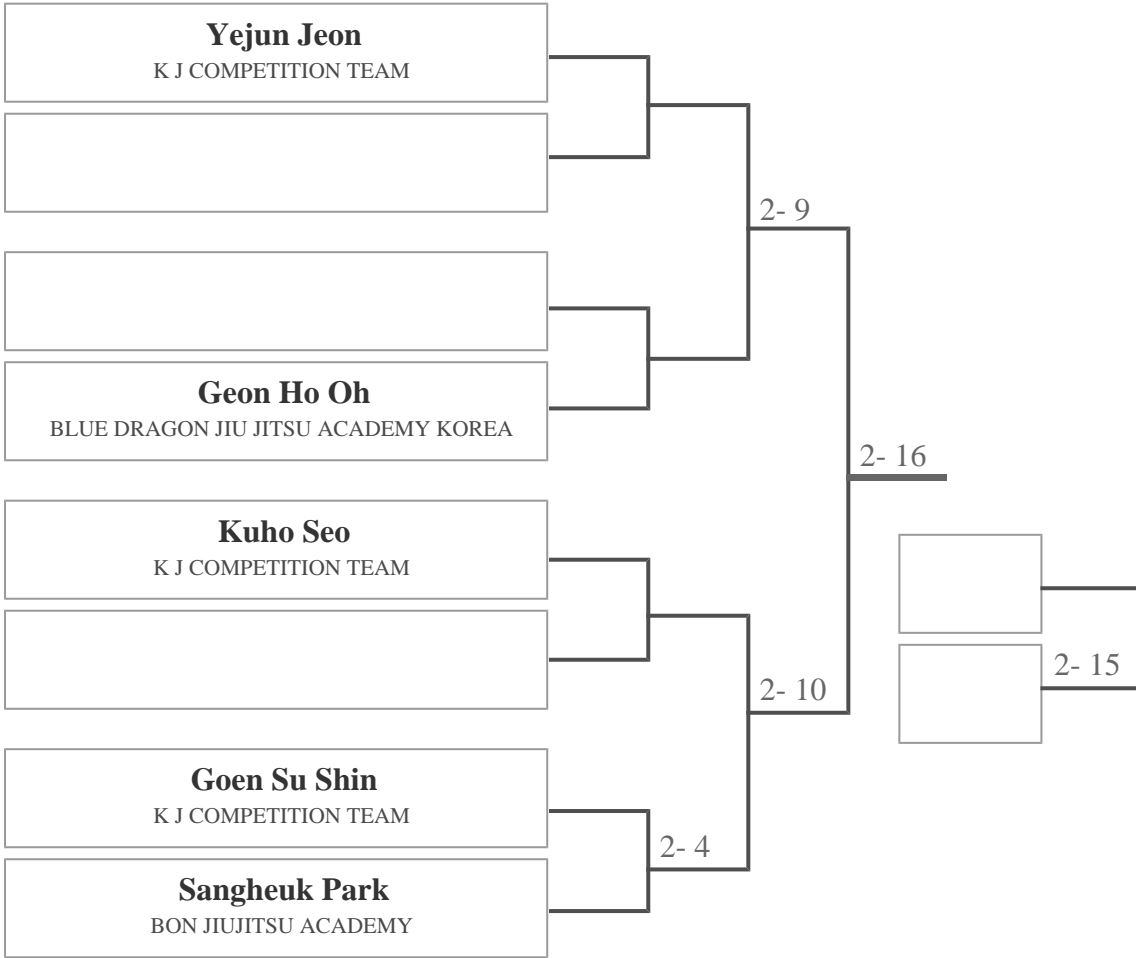 Yejun Jeon
K J COMPETITION TEAM
2- 9
Geon Ho Oh
BLUE DRAGON JIU JITSU ACADEMY KOREA
2- 16
Kuho Seo
K J COMPETITION TEAM
2- 15
2- 10
Goen Su Shin
K J COMPETITION TEAM
2- 4
Sangheuk Park
BON JIUJITSU ACADEMY